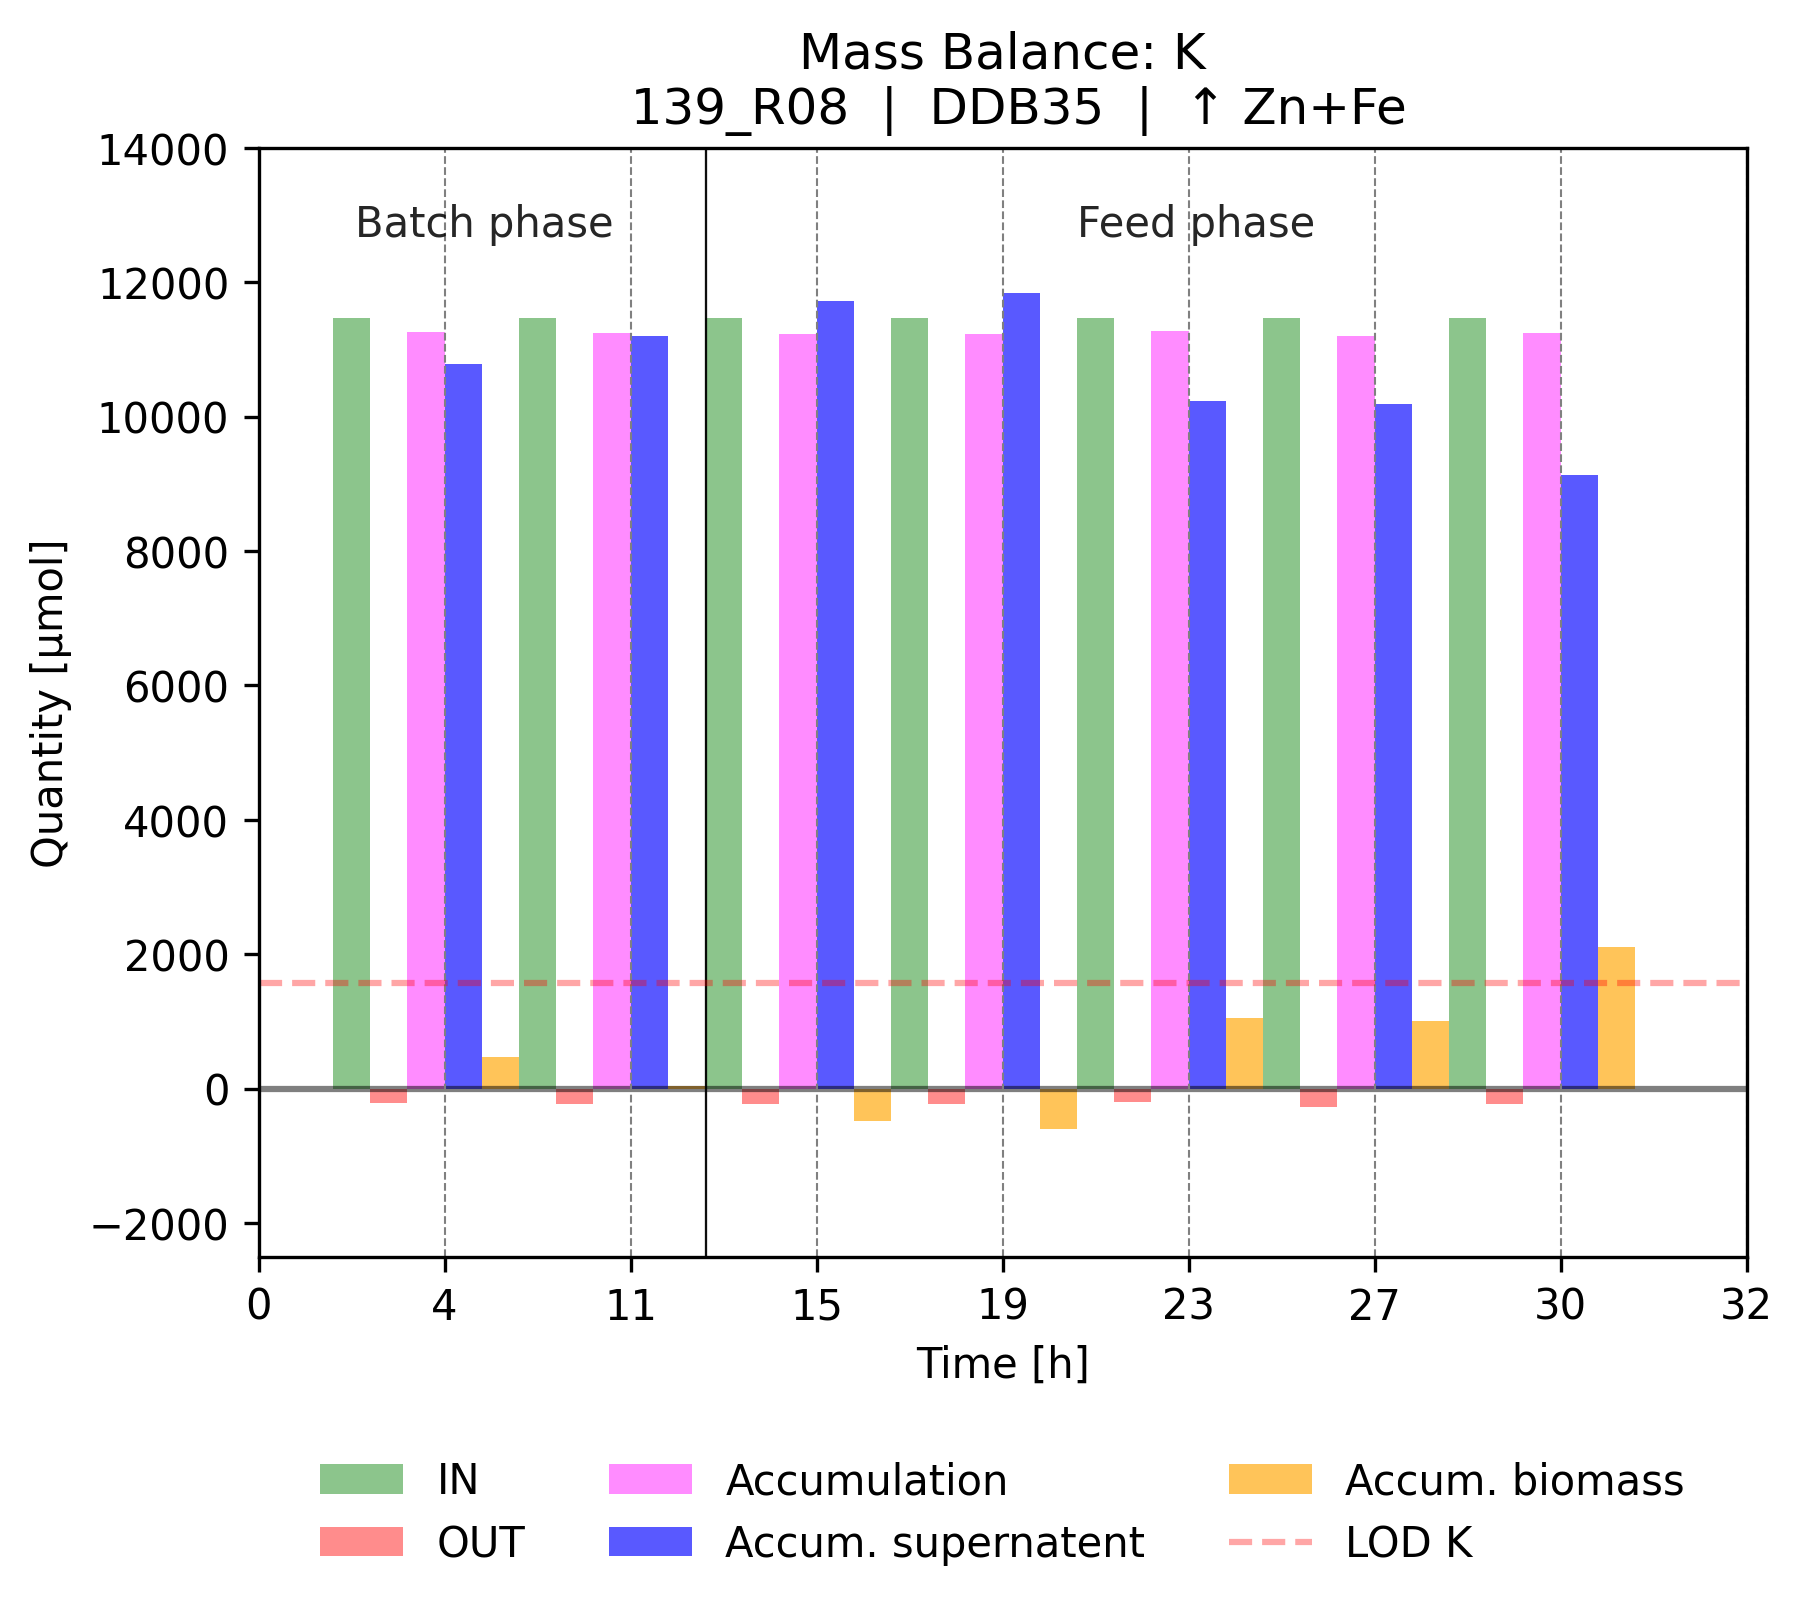 Mass Balance: K
139_R08 | DDB35 | ↑ Zn+Fe
14000
12000
10000
8000
6000
4000
2000
0
−2000
Quantity [µmol]
Batch phase
Feed phase
0 4 11 15 19 23 27 30 32
Time [h]
IN
OUT
Accumulation
Accum. supernatent
Accum. biomass
LOD K